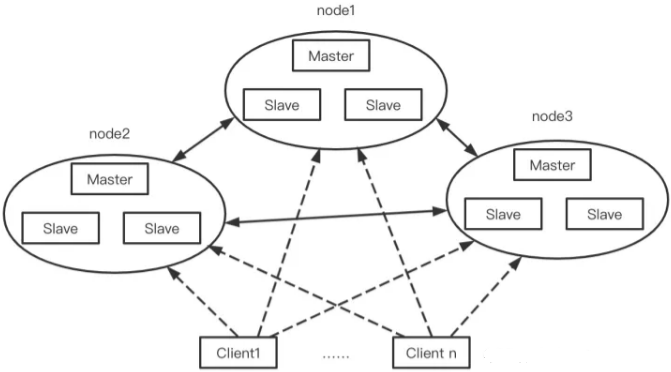 node1
Master
Slave Slave
node2
Master
Slave Slave
node3
Master
Slave Slave
Client1 ...... Client n